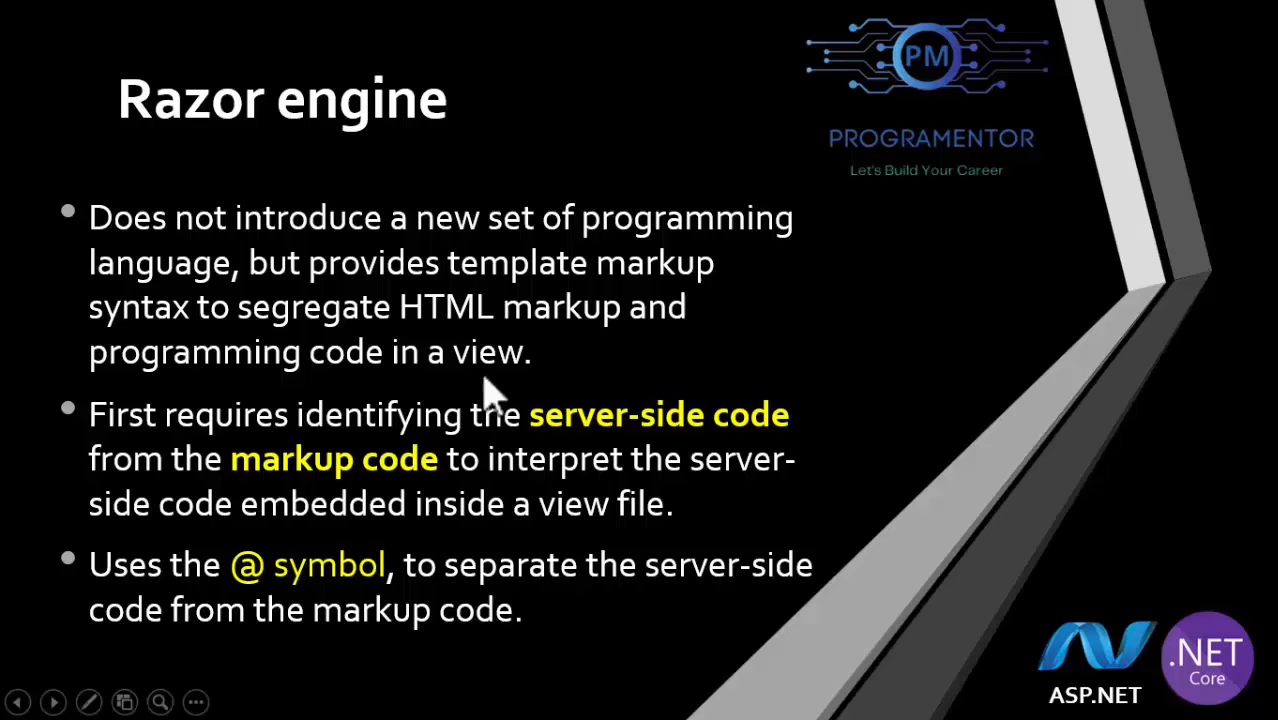 PM
Razor engine
PROGRAMENTOR
Let's Build Your Career
Does not introduce a new set of programming
language, but provides template markup
syntax to segregate HTML markup and
programming code in a view.
First requires identifying the server-side code
from the markup code to interpret the server-
side code embedded inside a view file.
Uses the @ symbol, to separate the server-side
code from the markup code.
ASP.NET
.NET
Core